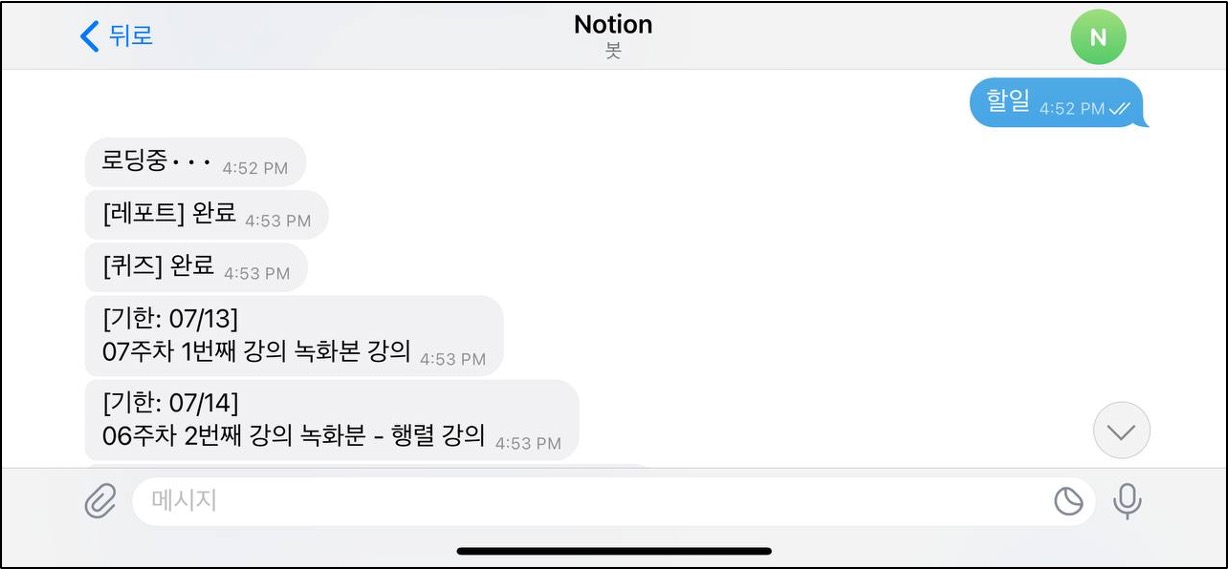 뒤로
Notion
봇
N
할일 4:52 PM
로딩중··· 4:52 PM
[레포트] 완료 4:53 PM
[퀴즈] 완료 4:53 PM
[기한: 07/13]
07주차 1번째 강의 녹화본 강의 4:53 PM
[기한: 07/14]
06주차 2번째 강의 녹화분 - 행렬 강의 4:53 PM
메시지